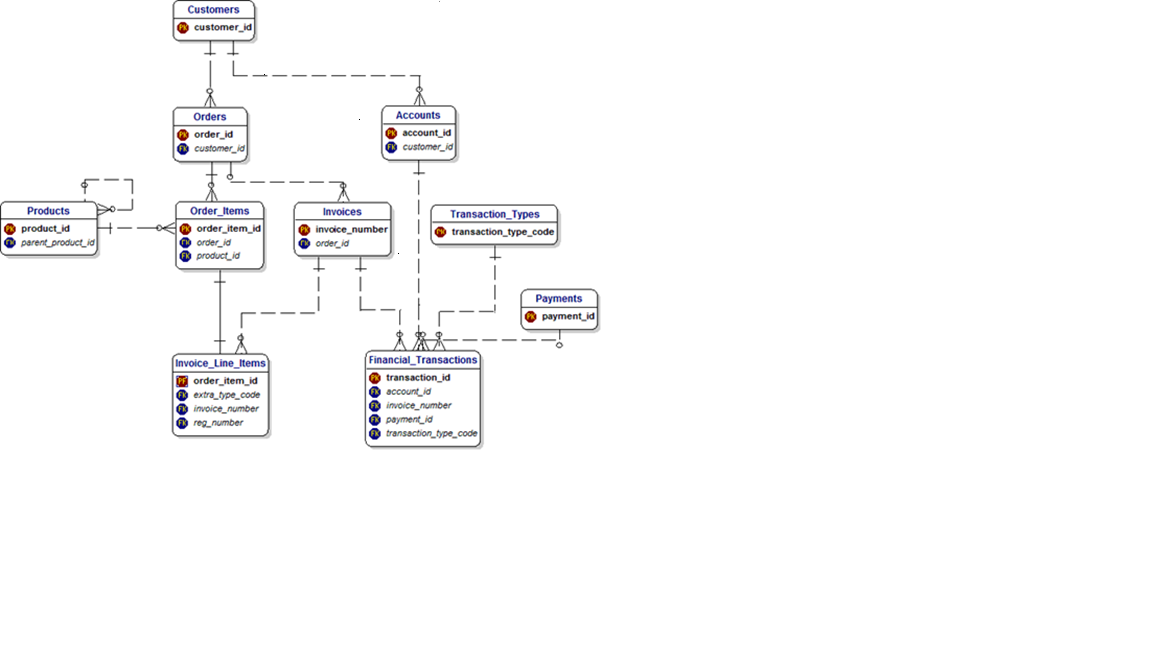 Customers
PK customer_id
Orders
PK order_id
FK customer_id
Accounts
PK account_id
FK customer_id
Products
PK product_id
FK parent_product_id
Order_Items
PK order_item_id
FK order_id
FK product_id
Invoices
PK invoice_number
FK order_id
Transaction_Types
PK transaction_type_code
Payments
PK payment_id
Invoice_Line_Items
PF order_item_id
FK extra_type_code
FK invoice_number
FK reg_number
Financial_Transactions
PK transaction_id
FK account_id
FK invoice_number
FK payment_id
FK transaction_type_code